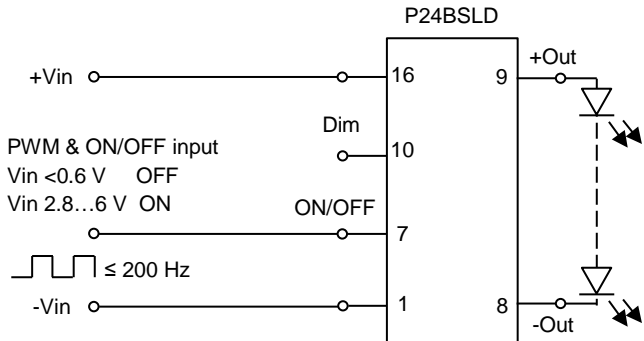 P24BSLD
+Vin 16 9 +Out
Dim
10
PWM & ON/OFF input
Vin <0.6 V OFF
Vin 2.8…6 V ON
ON/OFF
7
≤ 200 Hz
-Vin 1 8 -Out